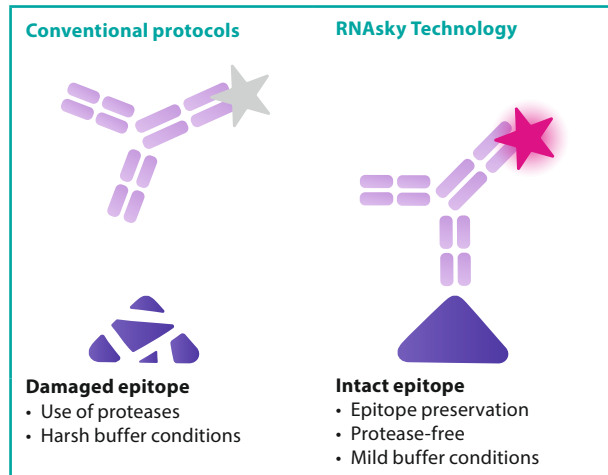 Conventional protocols
Damaged epitope
• Use of proteases
• Harsh buffer conditions
RNAsky Technology
Intact epitope
• Epitope preservation
• Protease-free
• Mild buffer conditions